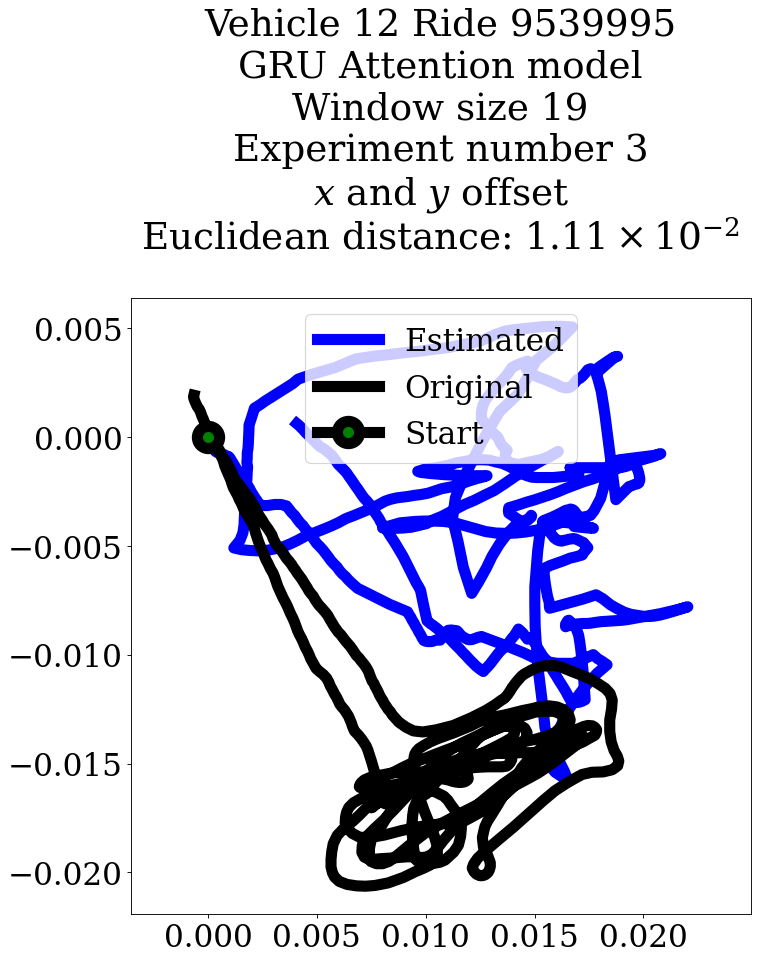 Vehicle 12 Ride 9539995
GRU Attention model
Window size 19
Experiment number 3
x and y offset
Euclidean distance: 1.11 × 10⁻²
Estimated
Original
Start
0.005
0.000
−0.005
−0.010
−0.015
−0.020
0.000 0.005 0.010 0.015 0.020